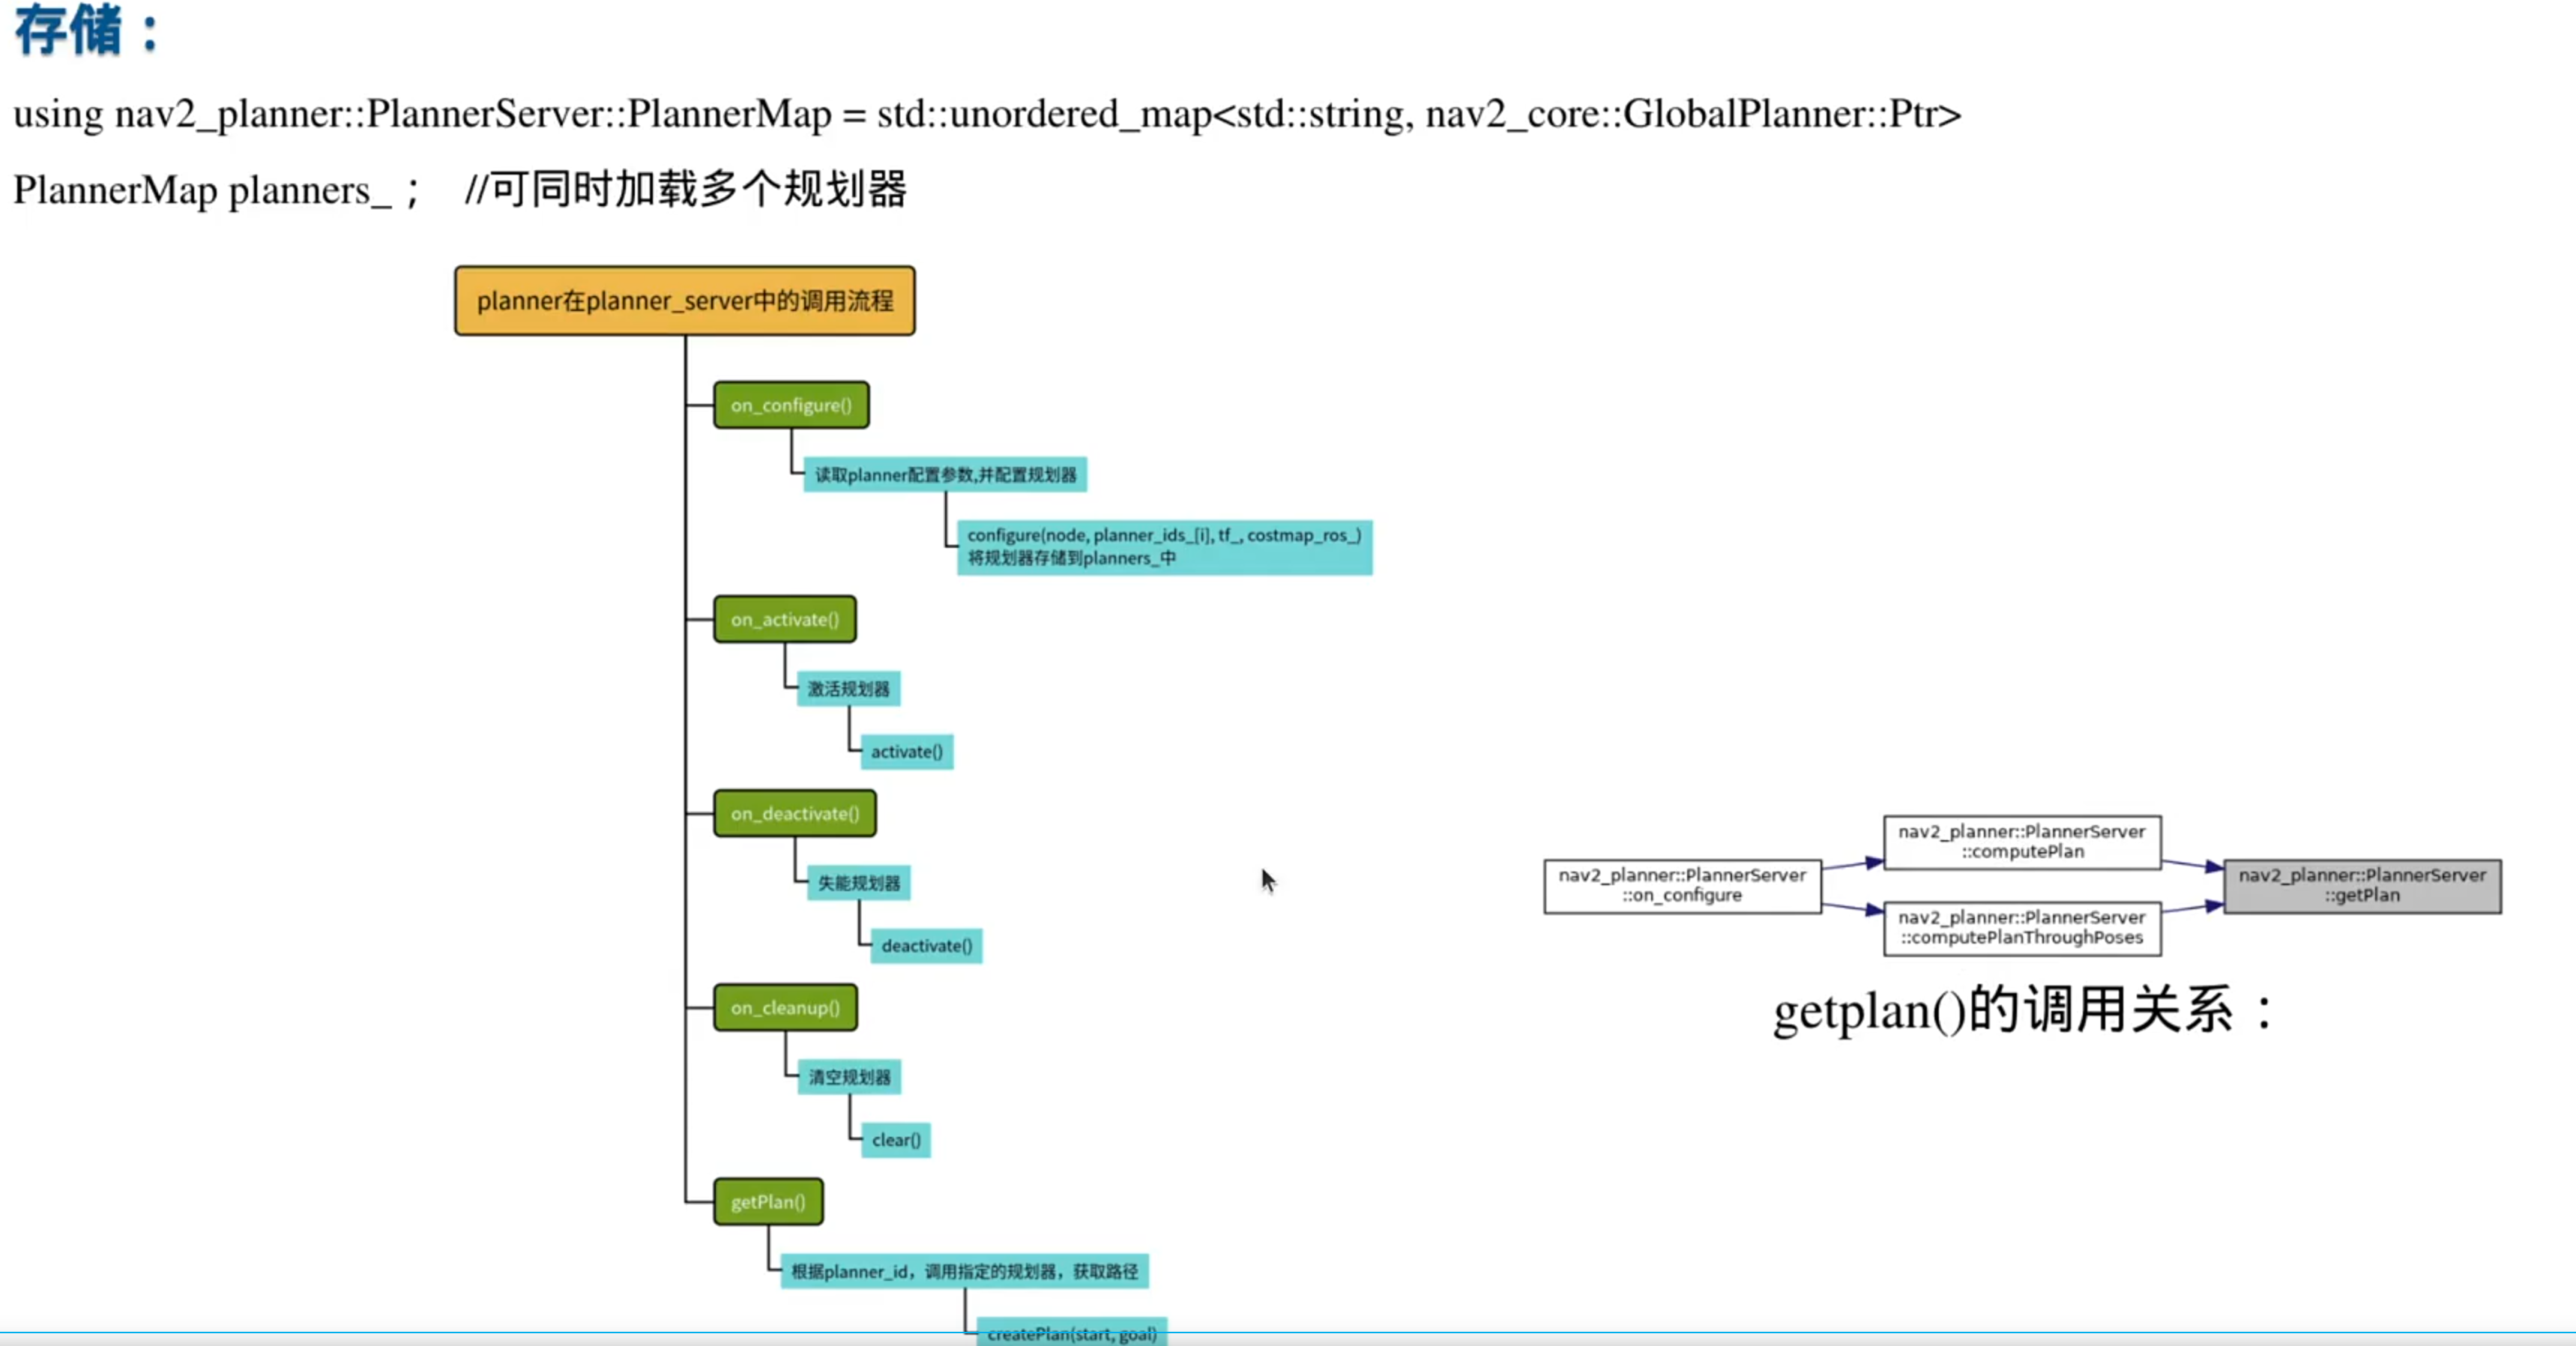 存储：
using nav2_planner::PlannerServer::PlannerMap = std::unordered_map<std::string, nav2_core::GlobalPlanner::Ptr>
PlannerMap planners_； //可同时加载多个规划器
planner在planner_server中的调用流程
on_configure()
读取planner配置参数,并配置规划器
configure(node, planner_ids_[i], tf_, costmap_ros_)
将规划器存储到planners_中
on_activate()
激活规划器
activate()
on_deactivate()
失能规划器
deactivate()
on_cleanup()
清空规划器
clear()
getPlan()
根据planner_id，调用指定的规划器，获取路径
createPlan(start, goal)
nav2_planner::PlannerServer
::on_configure
nav2_planner::PlannerServer
::computePlan
nav2_planner::PlannerServer
::computePlanThroughPoses
nav2_planner::PlannerServer
::getPlan
getplan()的调用关系：